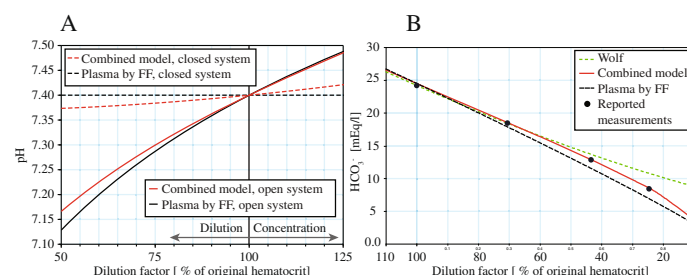 A
7.50
7.45
7.40
7.35
7.30
7.25
7.20
7.15
7.10
pH
Combined model, closed system
Plasma by FF, closed system
Combined model, open system
Plasma by FF, open system
Dilution
Concentration
50
75
100
125
Dilution factor [ % of original hematocrit]
B
30
25
20
15
10
5.0
0.0
HCO3- [mEq/l]
Wolf
Combined model
Plasma by FF
Reported
measurements
110
100
80
60
40
20
Dilution factor [ % of original hematocrit]